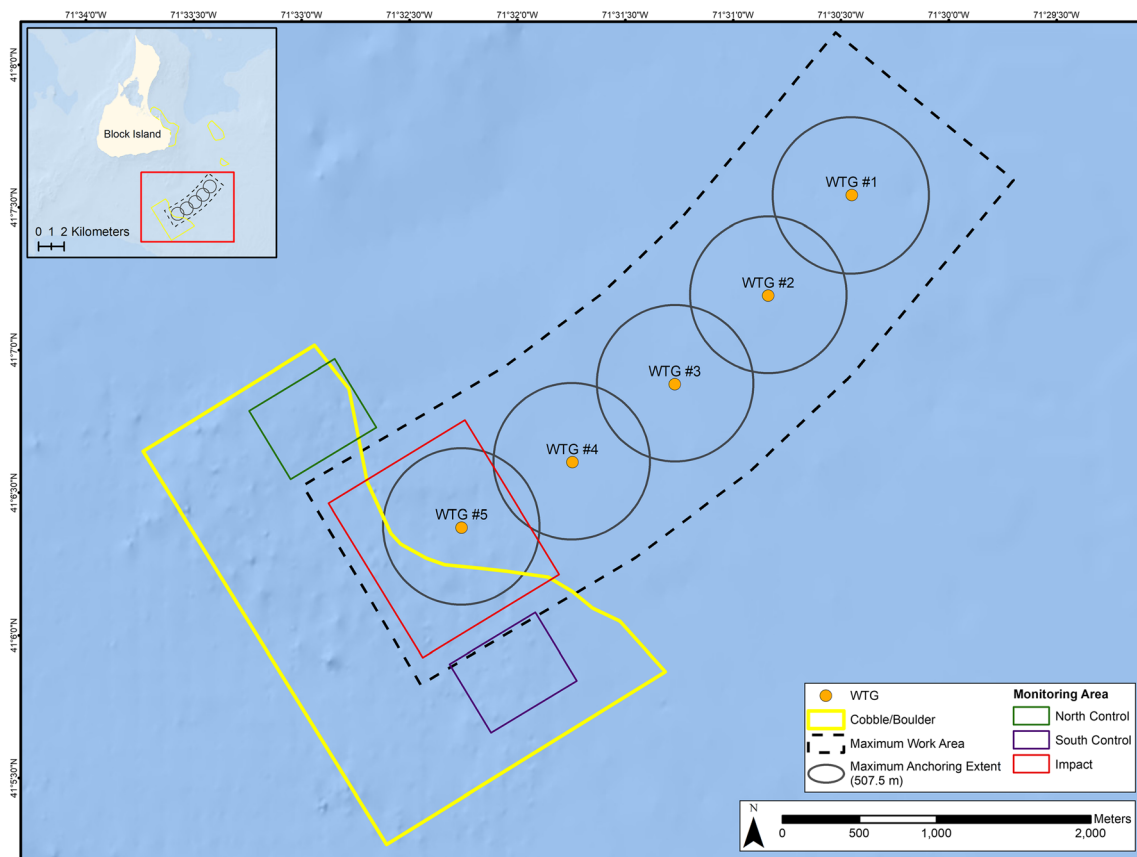 71°34'0"W
71°33'30"W
71°33'0"W
71°32'30"W
71°32'0"W
71°31'30"W
71°31'0"W
71°30'30"W
71°30'0"W
71°29'30"W
41°8'0"N
41°7'30"N
41°7'0"N
41°6'30"N
41°6'0"N
41°5'30"N
Block Island
0 1 2 Kilometers
WTG #1
WTG #2
WTG #3
WTG #4
WTG #5
WTG
Cobble/Boulder
Maximum Work Area
Maximum Anchoring Extent
(507.5 m)
Monitoring Area
North Control
South Control
Impact
N
Meters
0 500 1,000 2,000